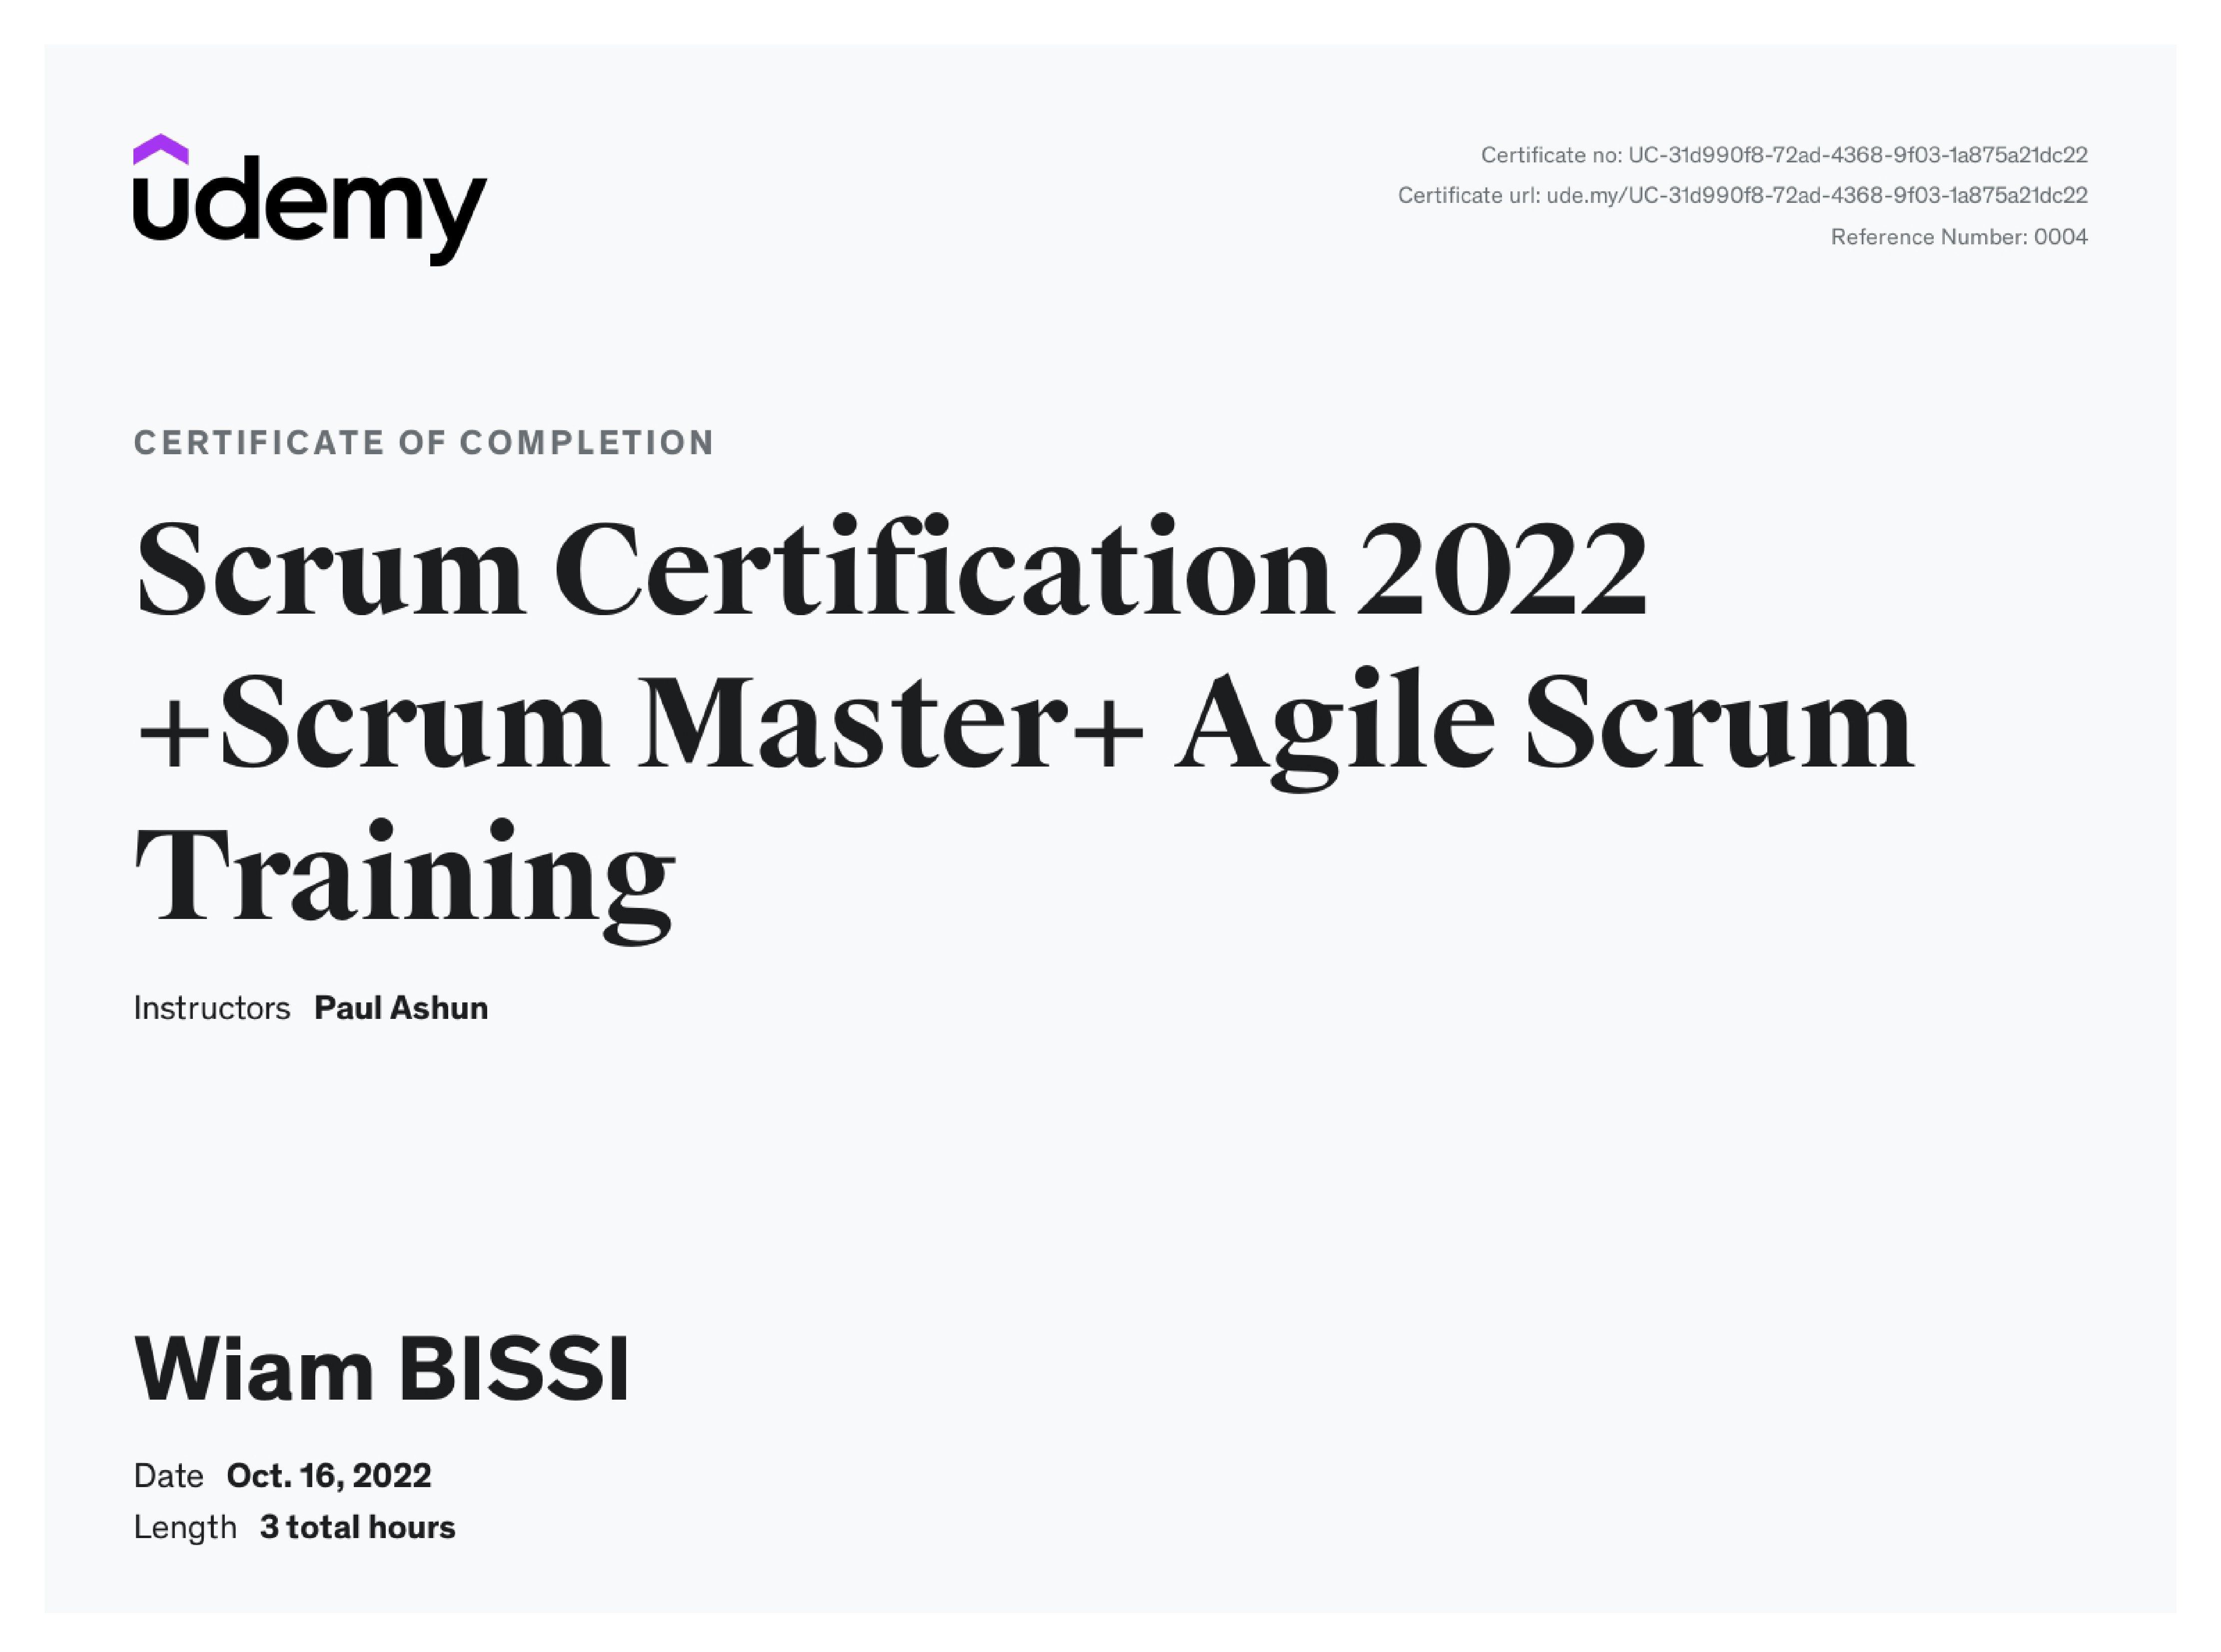 udemy
Certificate no: UC-31d990f8-72ad-4368-9f03-1a875a21dc22
Certificate url: ude.my/UC-31d990f8-72ad-4368-9f03-1a875a21dc22
Reference Number: 0004
CERTIFICATE OF COMPLETION
Scrum Certification 2022
+Scrum Master+ Agile Scrum
Training
Instructors Paul Ashun
Wiam BISSI
Date Oct. 16, 2022
Length 3 total hours